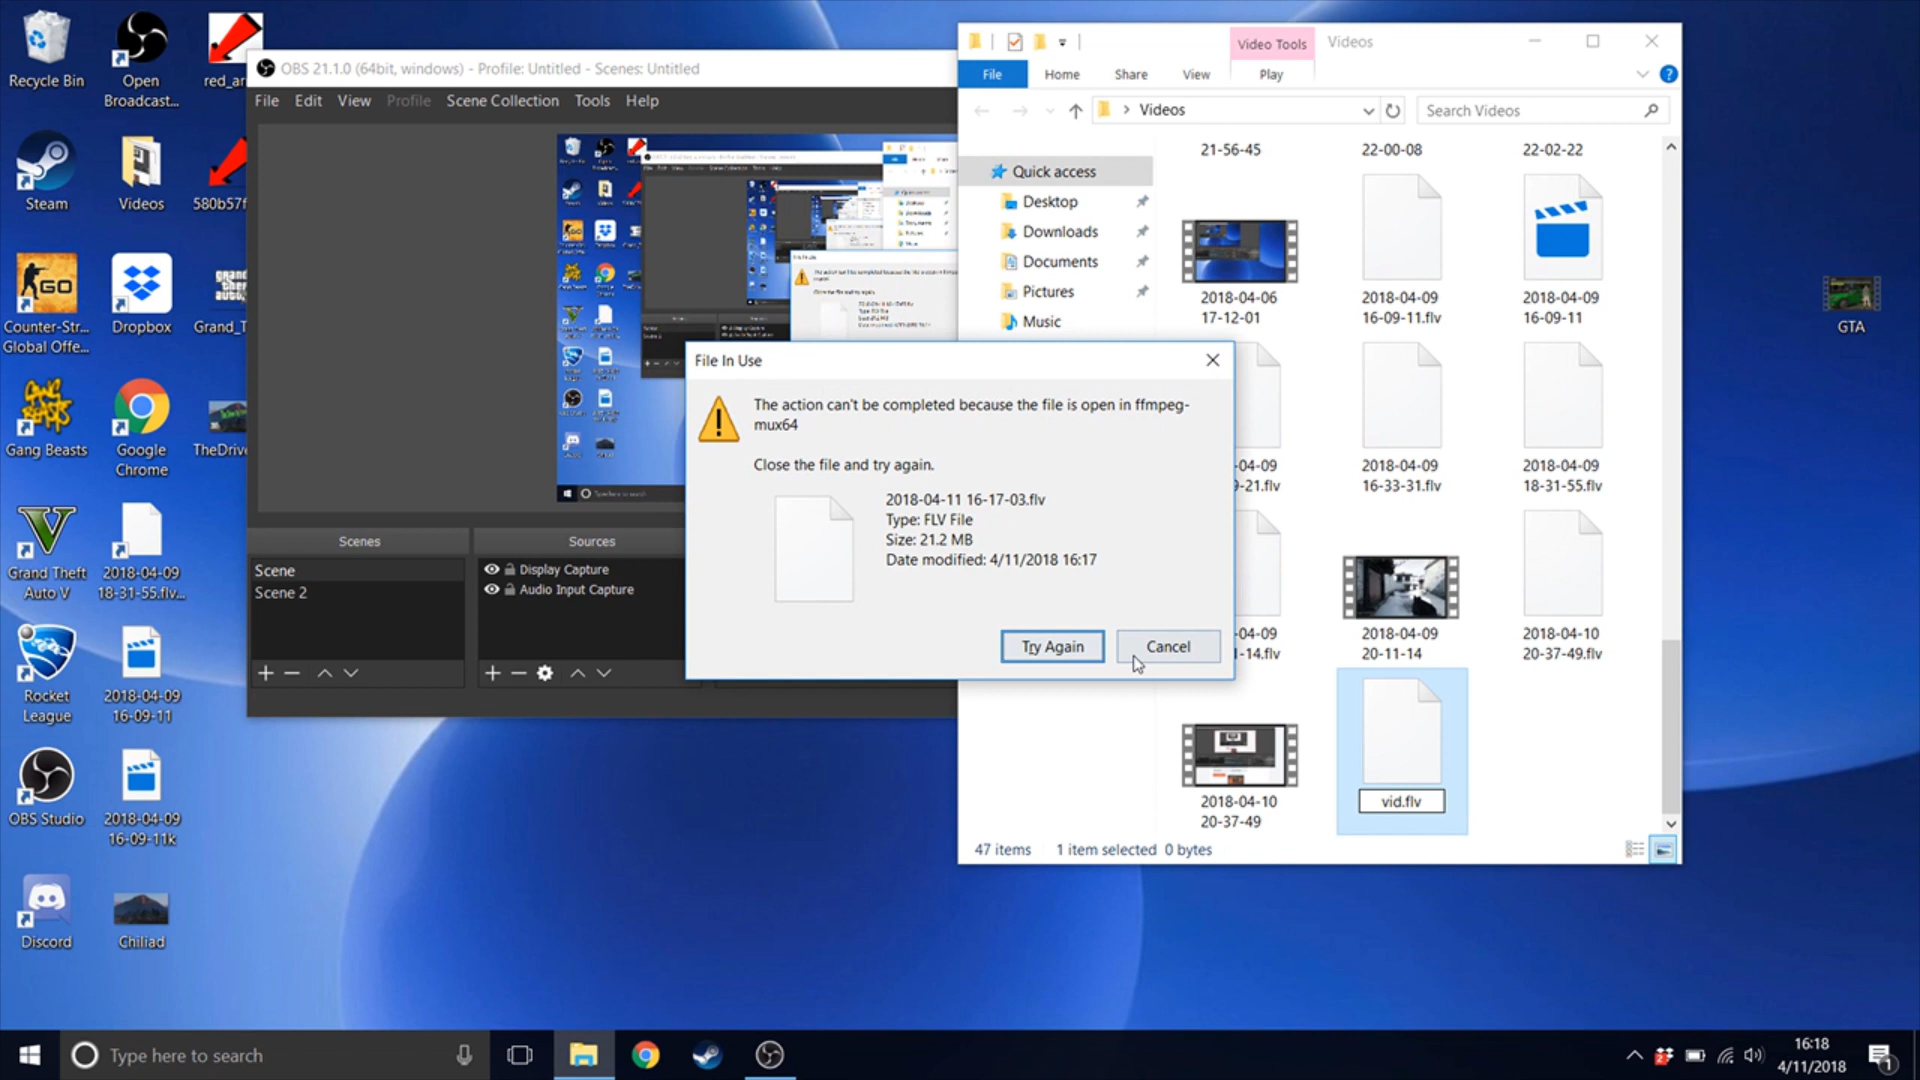 Recycle Bin
Open
Broadcast...
red_ar
Steam
Videos
580b57f
Counter-Str...
Global Offe...
Dropbox
Grand_T
Gang Beasts
Google
Chrome
TheDrive
Grand Theft
Auto V
2018-04-09
18-31-55.flv...
Rocket
League
2018-04-09
16-09-11
OBS Studio
2018-04-09
16-09-11k
Discord
Chiliad
GTA
OBS 21.1.0 (64bit, windows) - Profile: Untitled - Scenes: Untitled
File Edit View Profile Scene Collection Tools Help
Scenes
Sources
Scene
Scene 2
Display Capture
Audio Input Capture
Video Tools
Videos
File Home Share View Play
Videos
Search Videos
Quick access
Desktop
Downloads
Documents
Pictures
Music
21-56-45
22-00-08
22-02-22
2018-04-06
17-12-01
2018-04-09
16-09-11.flv
2018-04-09
16-09-11
-04-09
9-21.flv
2018-04-09
16-33-31.flv
2018-04-09
18-31-55.flv
-04-09
1-14.flv
2018-04-09
20-11-14
2018-04-10
20-37-49.flv
2018-04-10
20-37-49
vid.flv
47 items 1 item selected 0 bytes
File In Use
The action can't be completed because the file is open in ffmpeg-
mux64
Close the file and try again.
2018-04-11 16-17-03.flv
Type: FLV File
Size: 21.2 MB
Date modified: 4/11/2018 16:17
Try Again
Cancel
Type here to search
16:18
4/11/2018
1